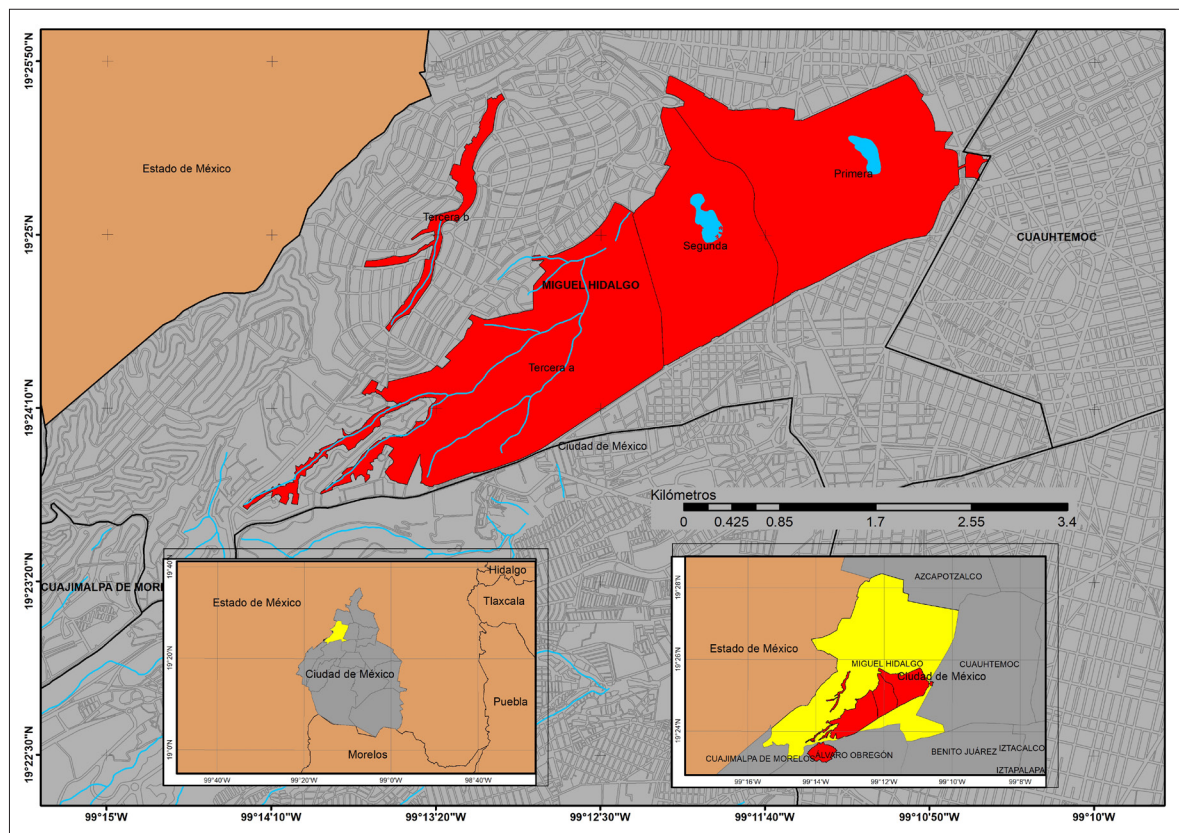 19°25'50"N
19°25'N
19°24'10"N
19°23'20"N
19°22'30"N
Estado de México
Primera
Tercera b
Segunda
CUAUHTEMOC
MIGUEL HIDALGO
Tercera a
Ciudad de México
Kilómetros
0 0.425 0.85 1.7 2.55 3.4
CUAJIMALPA DE MORE
19°40'N
19°20'N
19°0'N
Hidalgo
Estado de México
Tlaxcala
Ciudad de México
Puebla
Morelos
99°40'W 99°20'W 99°0'W 98°40'W
19°28'N
19°26'N
19°24'N
AZCAPOTZALCO
Estado de México
MIGUEL HIDALGO
CUAUHTEMOC
Ciudad de México
BENITO JUÁREZ
IZTACALCO
CUAJIMALPA DE MORELOS
ÁLVARO OBREGÓN
IZTAPALAPA
99°16'W 99°14'W 99°12'W 99°10'W 99°8'W
99°15'W 99°14'10"W 99°13'20"W 99°12'30"W 99°11'40"W 99°10'50"W 99°10'W